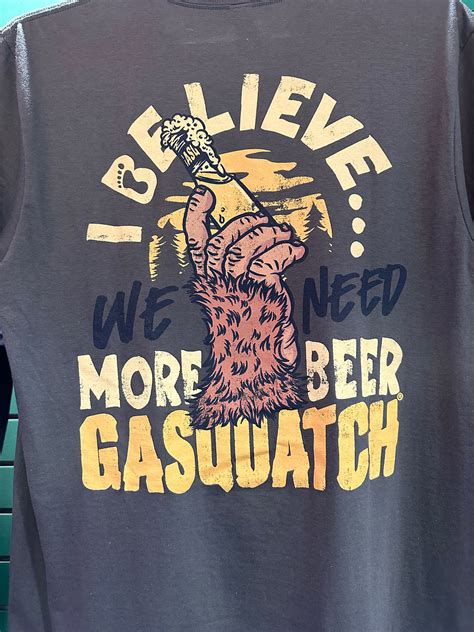 I BELIEVE...
WE NEED
MORE BEER
GASQUATCH®